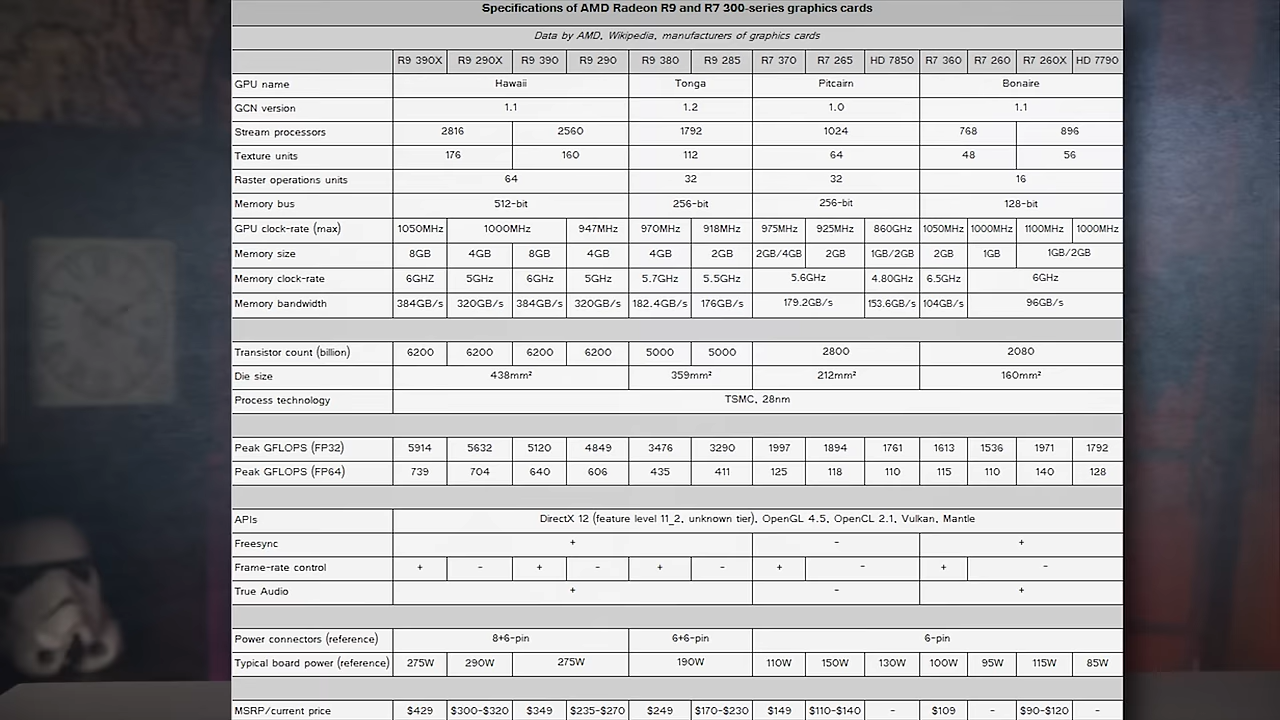 Specifications of AMD Radeon R9 and R7 300-series graphics cards
Data by AMD, Wikipedia, manufacturers of graphics cards
R9 390X R9 290X R9 390 R9 290 R9 380 R9 285 R7 370 R7 265 HD 7850 R7 360 R7 260 R7 260X HD 7790
GPU name Hawaii Tonga Pitcairn Bonaire
GCN version 1.1 1.2 1.0 1.1
Stream processors 2816 2560 1792 1024 768 896
Texture units 176 160 112 64 48 56
Raster operations units 64 32 32 16
Memory bus 512-bit 256-bit 256-bit 128-bit
GPU clock-rate (max) 1050MHz 1000MHz 947MHz 970MHz 918MHz 975MHz 925MHz 860GHz 1050MHz 1000MHz 1100MHz 1000MHz
Memory size 8GB 4GB 8GB 4GB 4GB 2GB 2GB/4GB 2GB 1GB/2GB 2GB 1GB 1GB/2GB
Memory clock-rate 6GHZ 5GHz 6GHz 5GHz 5.7GHz 5.5GHz 5.6GHz 4.80GHz 6.5GHz 6GHz
Memory bandwidth 384GB/s 320GB/s 384GB/s 320GB/s 182.4GB/s 176GB/s 179.2GB/s 153.6GB/s 104GB/s 96GB/s
Transistor count (billion) 6200 6200 6200 6200 5000 5000 2800 2080
Die size 438mm² 359mm² 212mm² 160mm²
Process technology TSMC, 28nm
Peak GFLOPS (FP32) 5914 5632 5120 4849 3476 3290 1997 1894 1761 1613 1536 1971 1792
Peak GFLOPS (FP64) 739 704 640 606 435 411 125 118 110 115 110 140 128
APIs DirectX 12 (feature level 11_2, unknown tier), OpenGL 4.5, OpenCL 2.1, Vulkan, Mantle
Freesync + - +
Frame-rate control + - + - + - + - + -
True Audio + - +
Power connectors (reference) 8+6-pin 6+6-pin 6-pin
Typical board power (reference) 275W 290W 275W 190W 110W 150W 130W 100W 95W 115W 85W
MSRP/current price $429 $300-$320 $349 $235-$270 $249 $170-$230 $149 $110-$140 - $109 - $90-$120 -